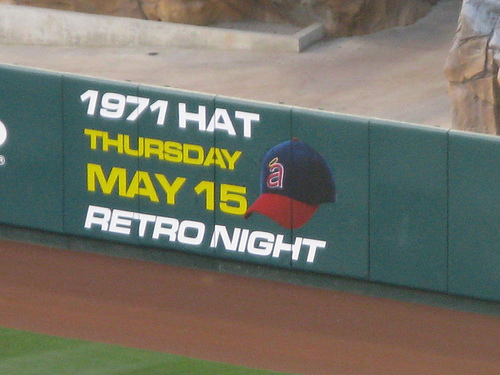 1971 HAT
THURSDAY
MAY 15
RETRO NIGHT
a